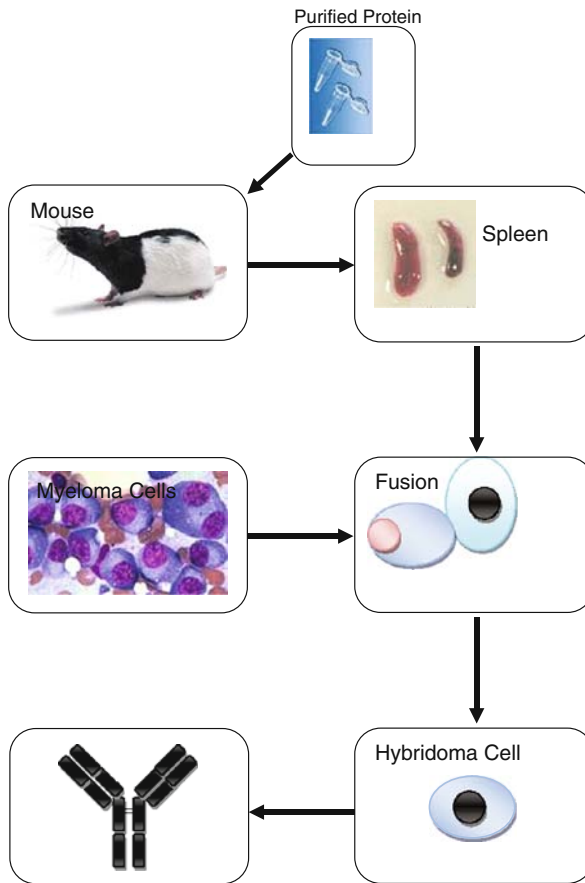 Purified Protein
Mouse
Spleen
Myeloma Cells
Fusion
Hybridoma Cell